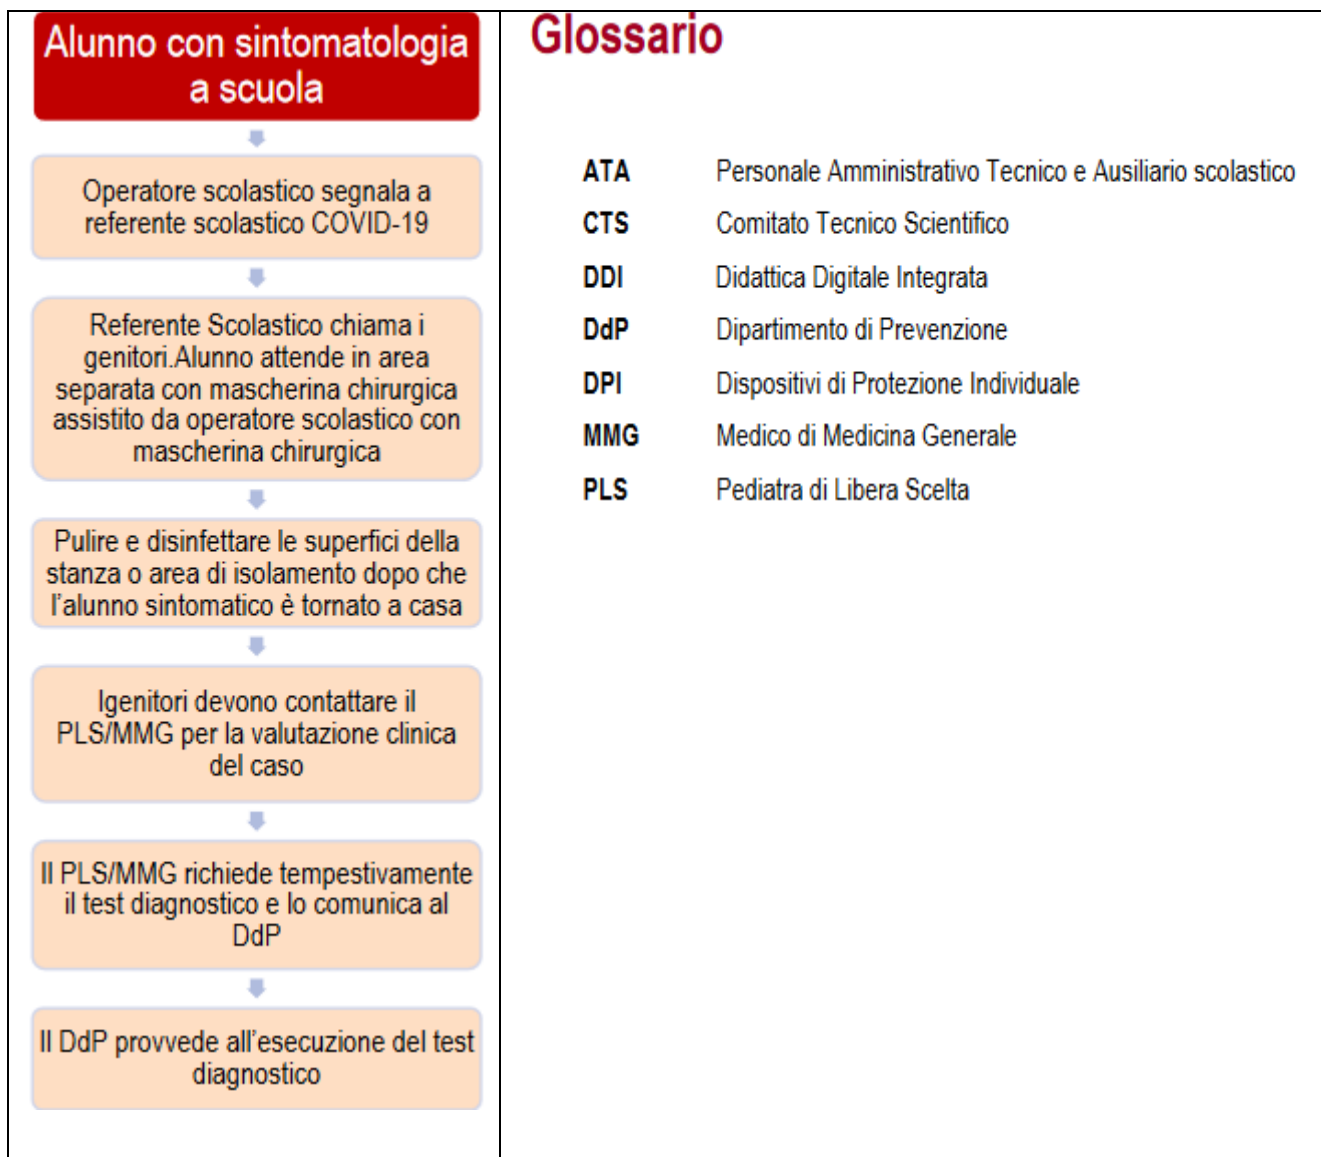 Alunno con sintomatologia
a scuola
Operatore scolastico segnala a
referente scolastico COVID-19
Referente Scolastico chiama i
genitori.Alunno attende in area
separata con mascherina chirurgica
assistito da operatore scolastico con
mascherina chirurgica
Pulire e disinfettare le superfici della
stanza o area di isolamento dopo che
l'alunno sintomatico è tornato a casa
Igenitori devono contattare il
PLS/MMG per la valutazione clinica
del caso
Il PLS/MMG richiede tempestivamente
il test diagnostico e lo comunica al
DdP
Il DdP provvede all'esecuzione del test
diagnostico
Glossario
ATA Personale Amministrativo Tecnico e Ausiliario scolastico
CTS Comitato Tecnico Scientifico
DDI Didattica Digitale Integrata
DdP Dipartimento di Prevenzione
DPI Dispositivi di Protezione Individuale
MMG Medico di Medicina Generale
PLS Pediatra di Libera Scelta